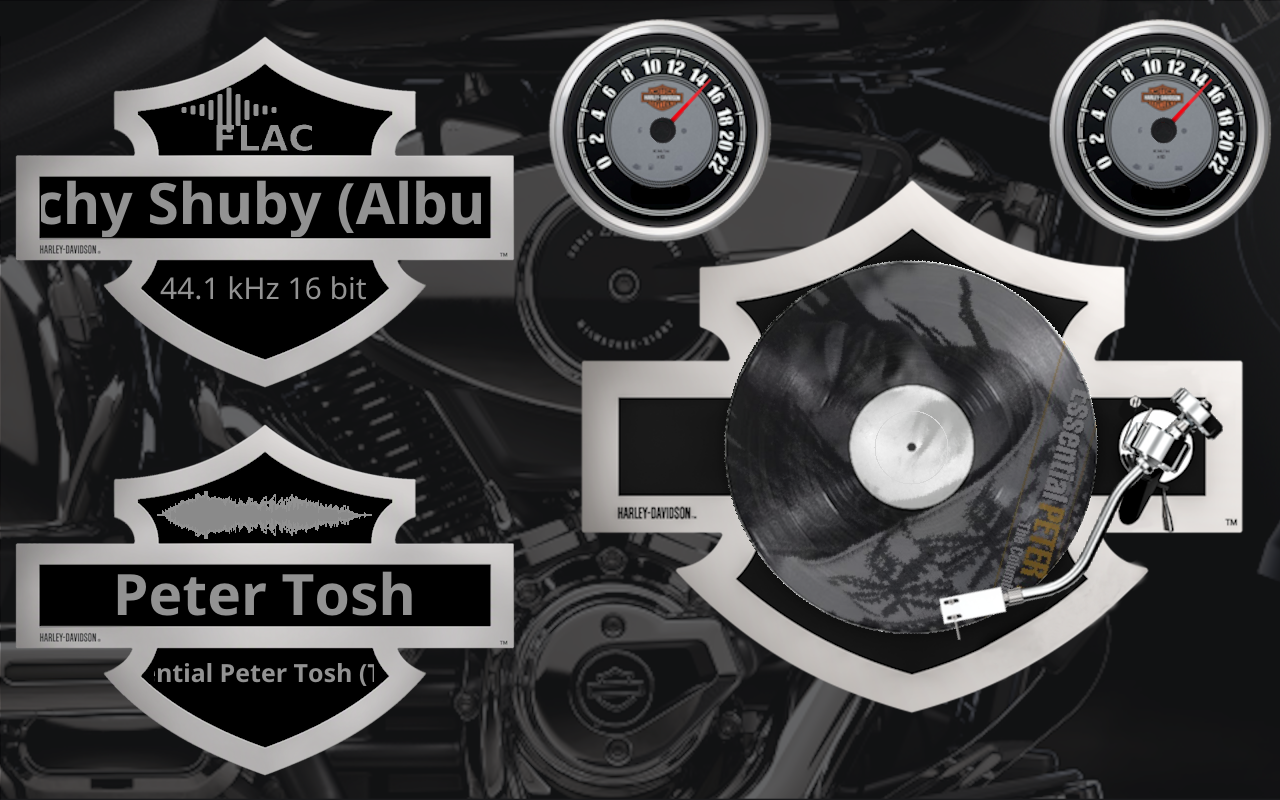 FLAC
chy Shuby (Albu
HARLEY-DAVIDSON
TM
44.1 kHz 16 bit
Peter Tosh
HARLEY-DAVIDSON
TM
ntial Peter Tosh (T
0 2 4 6 8 10 12 14 16 18 20 22
0 2 4 6 8 10 12 14 16 18 20 22
MILWAUKEE-EIGHT
Essential PETER
HARLEY-DAVIDSON
TM